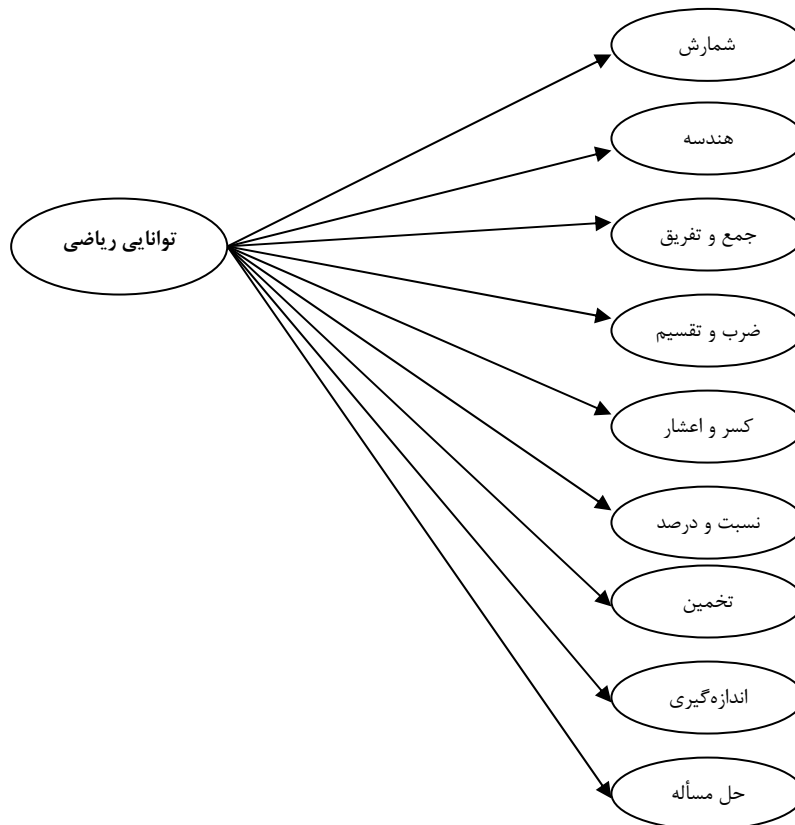 شمارش
هندسه
جمع و تفریق
توانایی ریاضی
ضرب و تقسیم
کسر و اعشار
نسبت و درصد
تخمین
اندازه‌گیری
حل مسأله